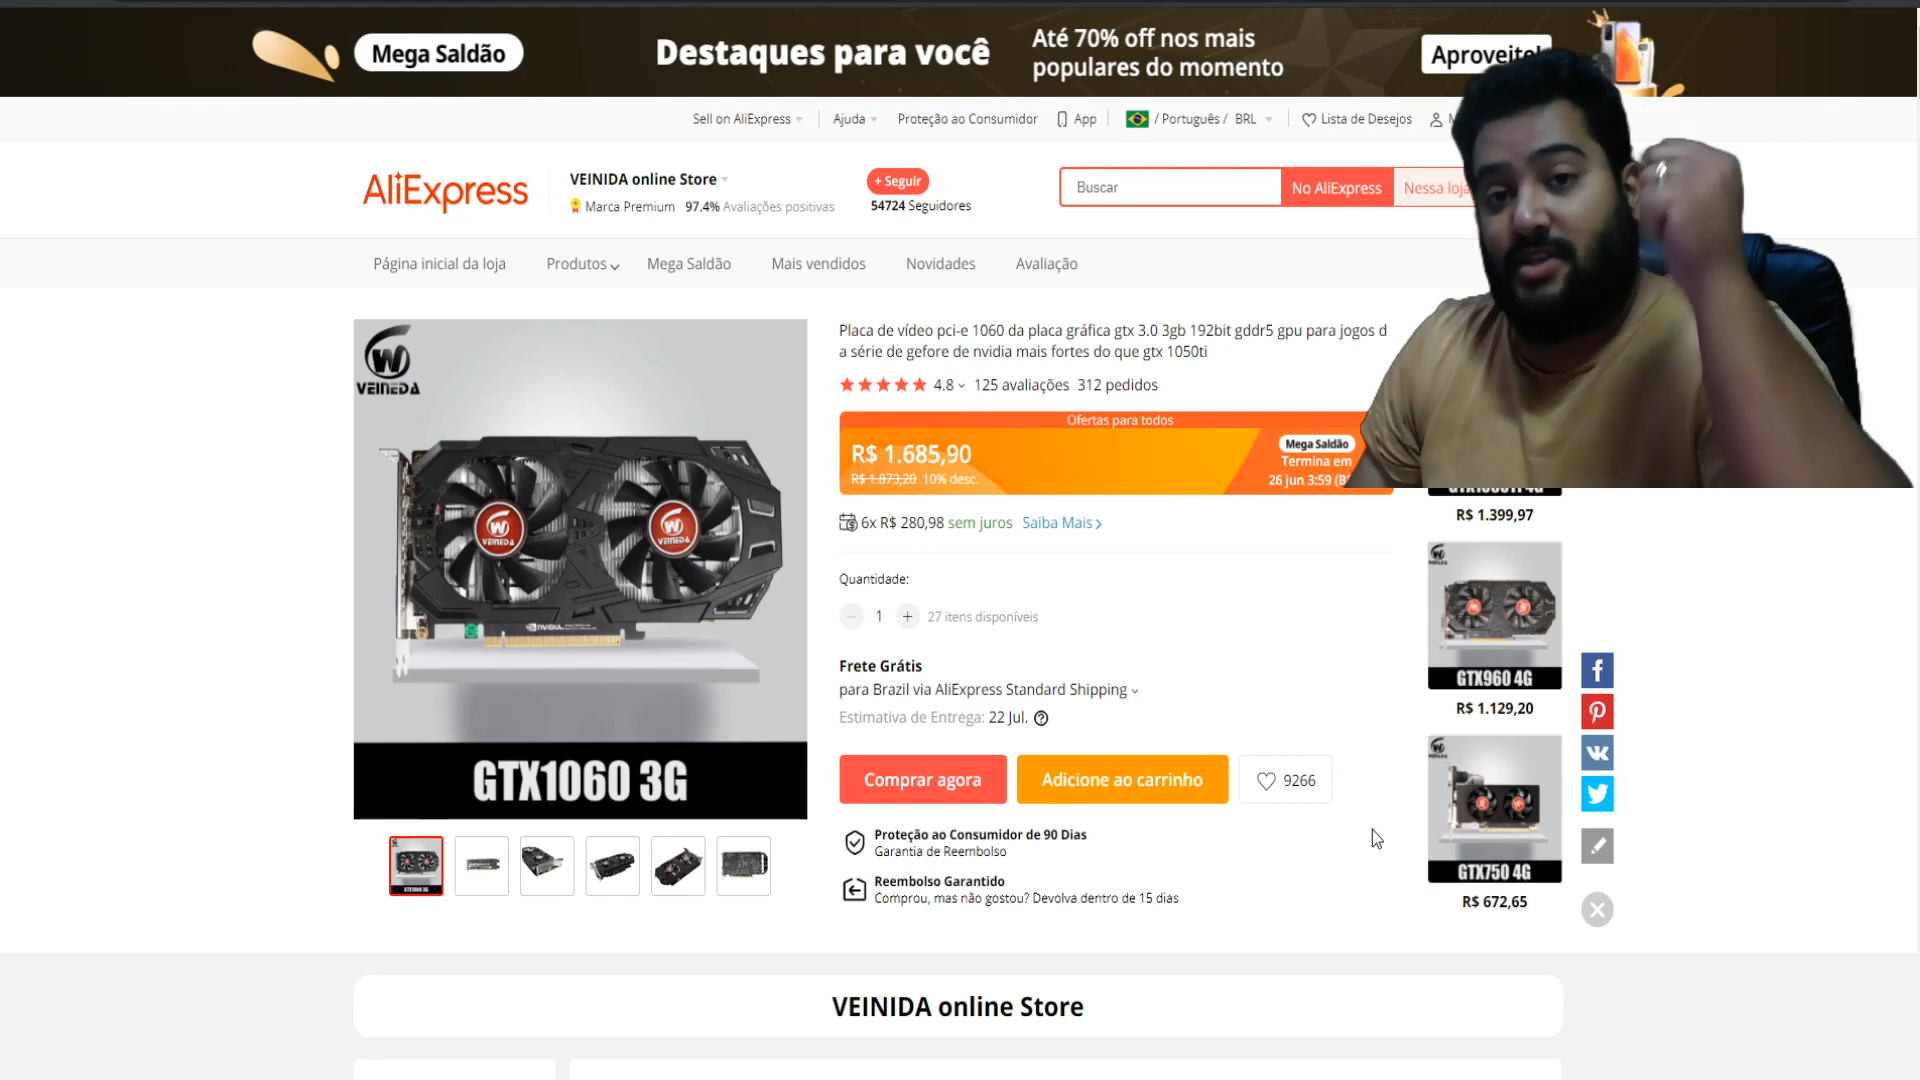 Mega Saldão
Destaques para você
Até 70% off nos mais
populares do momento
Aproveite!
Sell on AliExpress
Ajuda
Proteção ao Consumidor
App
/ Português / BRL
Lista de Desejos
AliExpress
VEINIDA online Store
Marca Premium 97.4% Avaliações positivas
+ Seguir
54724 Seguidores
Buscar
No AliExpress
Nessa loja
Página inicial da loja
Produtos
Mega Saldão
Mais vendidos
Novidades
Avaliação
VEINEDA
VEINEDA
VEINEDA
NVIDIA
GTX1060 3G
Placa de vídeo pci-e 1060 da placa gráfica gtx 3.0 3gb 192bit gddr5 gpu para jogos d
a série de gefore de nvidia mais fortes do que gtx 1050ti
4.8
125 avaliações
312 pedidos
Ofertas para todos
R$ 1.685,90
R$ 1.873,20 10% desc.
Mega Saldão
Termina em
26 jun 3:59
6x R$ 280,98 sem juros Saiba Mais
Quantidade:
1
27 itens disponíveis
Frete Grátis
para Brazil via AliExpress Standard Shipping
Estimativa de Entrega: 22 Jul.
Comprar agora
Adicione ao carrinho
9266
Proteção ao Consumidor de 90 Dias
Garantia de Reembolso
Reembolso Garantido
Comprou, mas não gostou? Devolva dentro de 15 dias
R$ 1.399,97
GTX960 4G
R$ 1.129,20
GTX750 4G
R$ 672,65
VEINIDA online Store